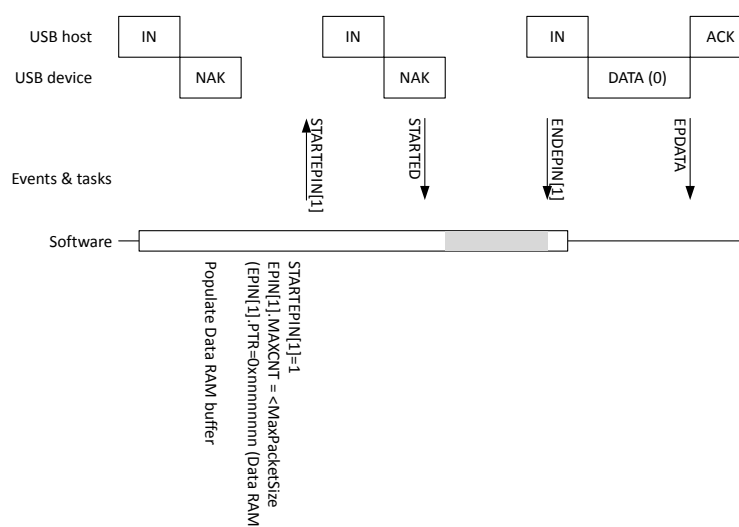 USB host
IN
IN
IN
ACK
USB device
NAK
NAK
DATA (0)
Events & tasks
STARTEPIN[1]
STARTED
ENDEPIN[1]
EPDATA
Software
Populate Data RAM buffer
STARTEPIN[1]=1
EPIN[1].MAXCNT = <MaxPacketSize
(EPIN[1].PTR=0xnnnnnnnn (Data RAM